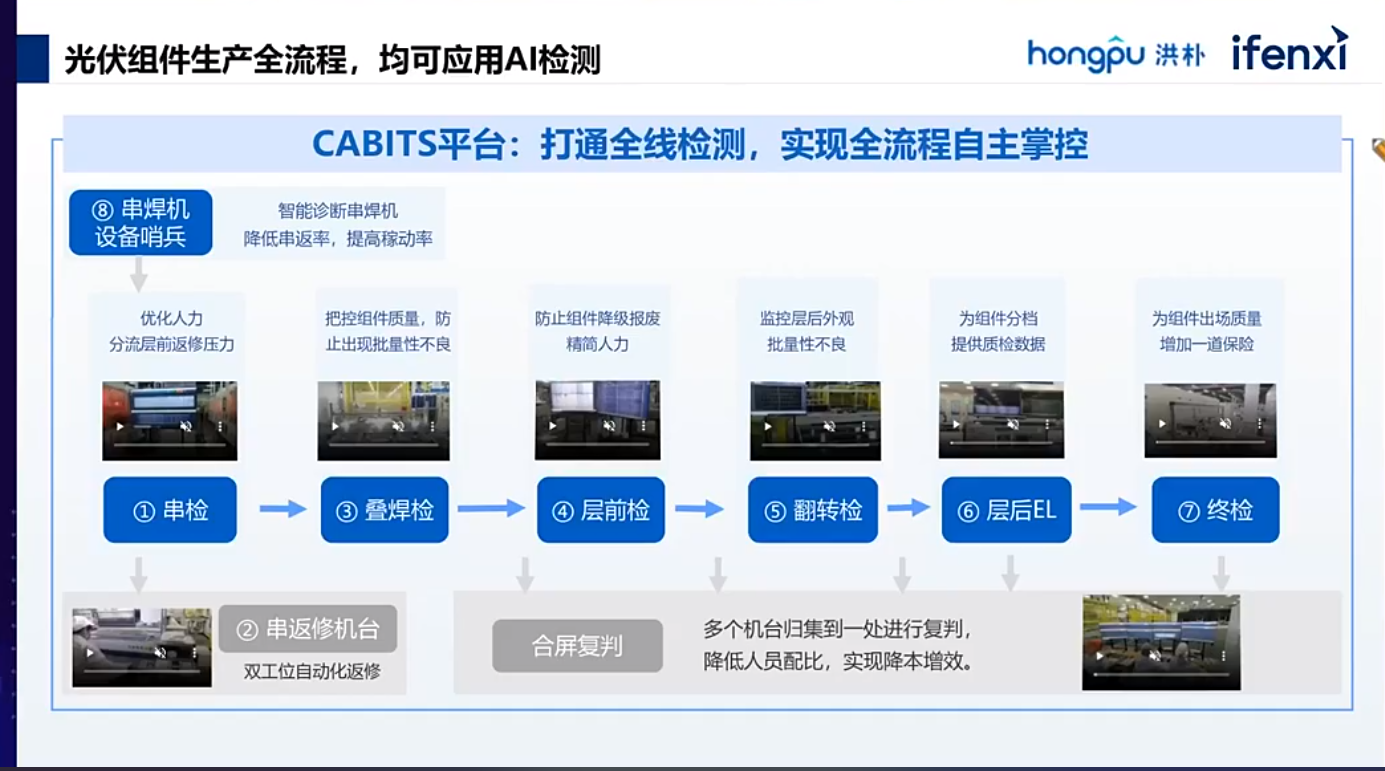 光伏组件生产全流程，均可应用AI检测
hongpu 洪朴
ifenxi
CABITS平台：打通全线检测，实现全流程自主掌控
⑧ 串焊机
设备哨兵
智能诊断串焊机
降低串返率，提高稼动率
优化人力
分流层前返修压力
把控组件质量，防
止出现批量性不良
防止组件降级报废
精简人力
监控层后外观
批量性不良
为组件分档
提供质检数据
为组件出场质量
增加一道保险
① 串检
③ 叠焊检
④ 层前检
⑤ 翻转检
⑥ 层后EL
⑦ 终检
② 串返修机台
双工位自动化返修
合屏复判
多个机台归集到一处进行复判，
降低人员配比，实现降本增效。